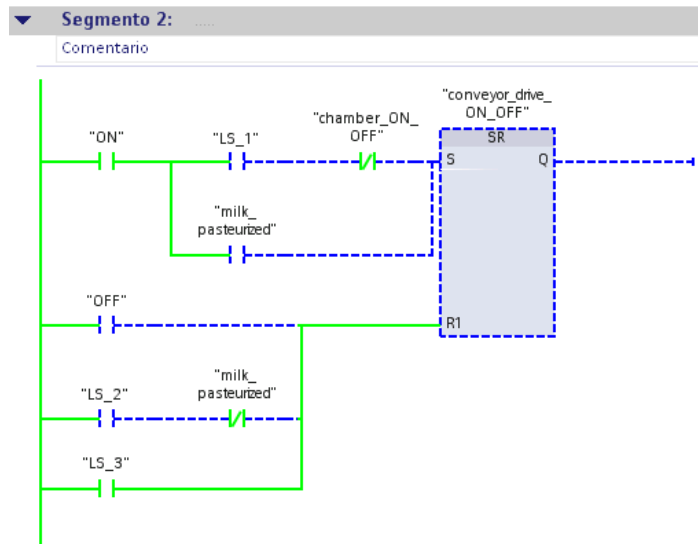 Segmento 2: .....
Comentario
"conveyor_drive_
ON_OFF"
"chamber_ON_
OFF"
"ON"
"LS_1"
SR
S
Q
"milk_
pasteurized"
"OFF"
R1
"milk_
pasteurized"
"LS_2"
"LS_3"